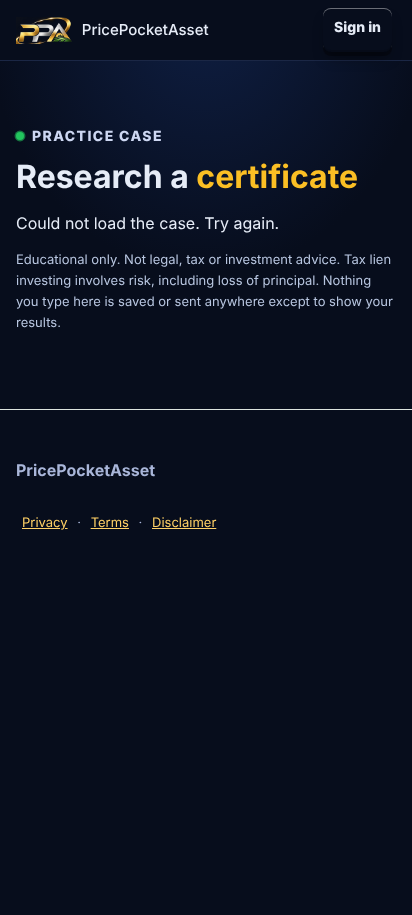 PPA PricePocketAsset Sign in
PRACTICE CASE
Research a certificate
Could not load the case. Try again.
Educational only. Not legal, tax or investment advice. Tax lien
investing involves risk, including loss of principal. Nothing
you type here is saved or sent anywhere except to show your
results.
PricePocketAsset
Privacy · Terms · Disclaimer